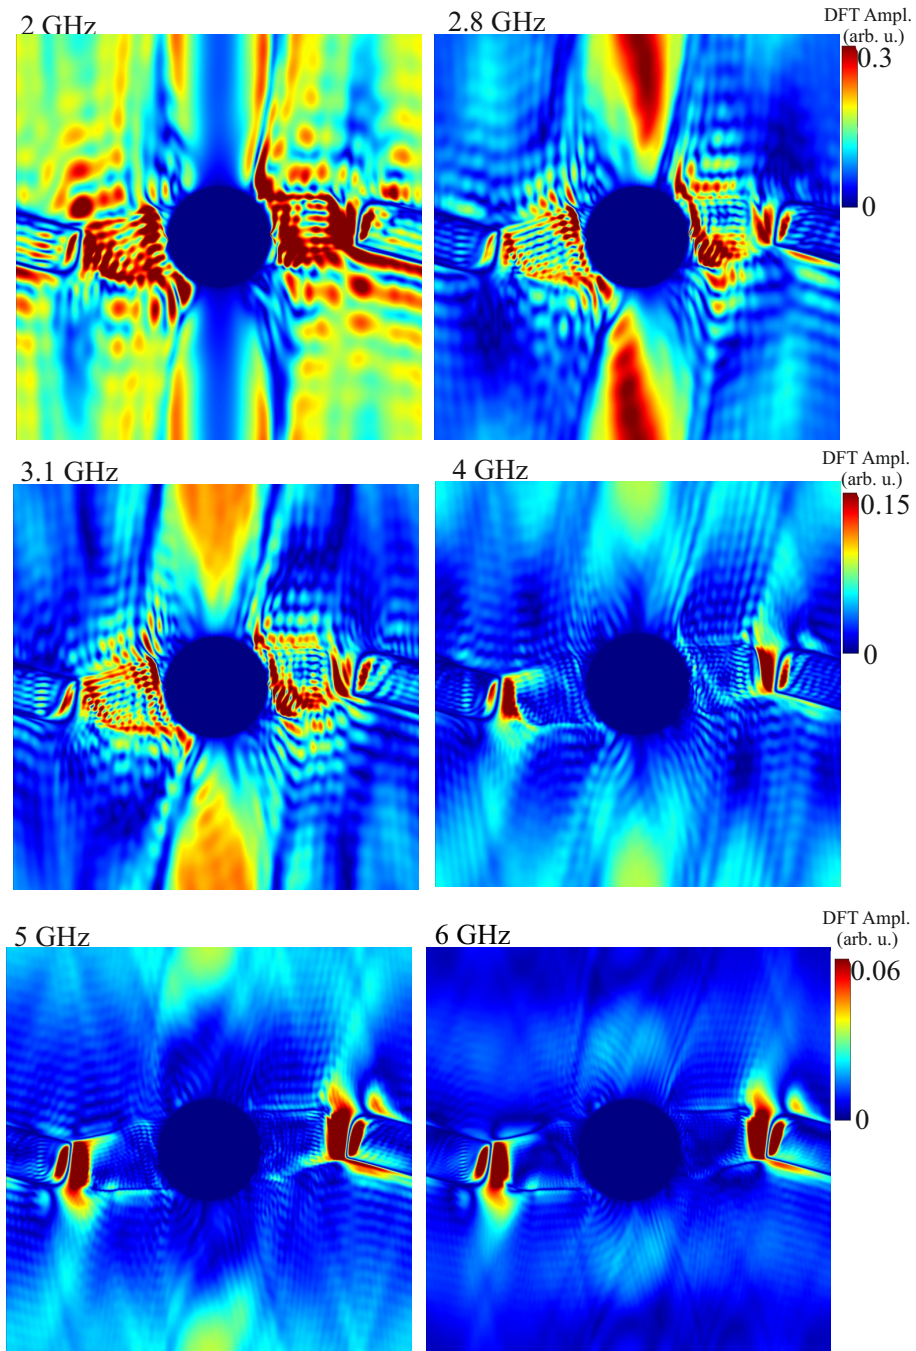 2 GHz
2.8 GHz
DFT Ampl.
(arb. u.)
0.3
0
3.1 GHz
4 GHz
DFT Ampl.
(arb. u.)
0.15
0
5 GHz
6 GHz
DFT Ampl.
(arb. u.)
0.06
0